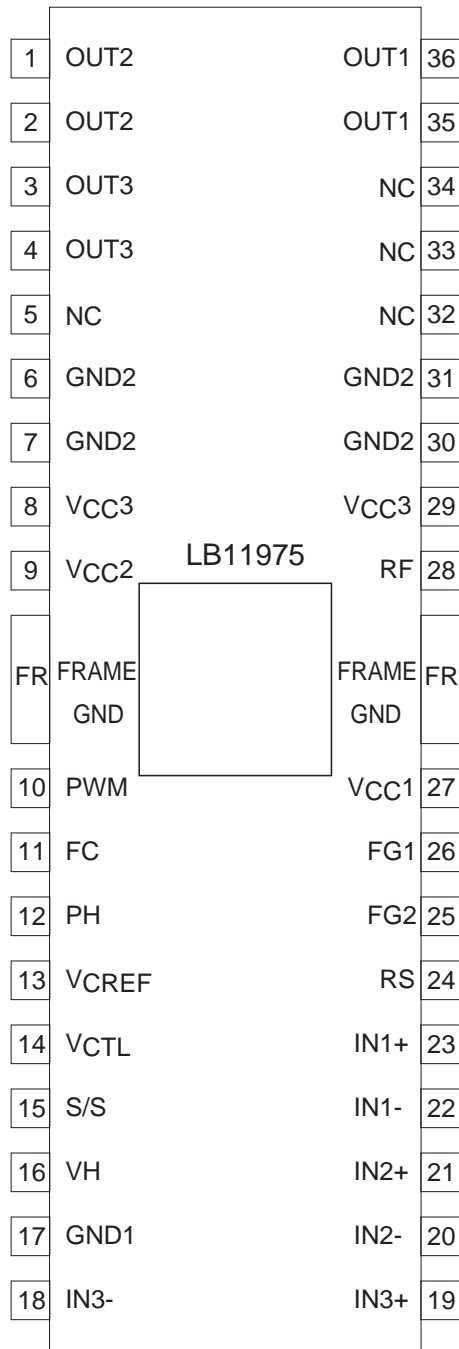 1 OUT2 OUT1 36
2 OUT2 OUT1 35
3 OUT3 NC 34
4 OUT3 NC 33
5 NC NC 32
6 GND2 GND2 31
7 GND2 GND2 30
8 VCC3 VCC3 29
LB11975
9 VCC2 RF 28
FR FRAME FRAME FR
GND GND
10 PWM VCC1 27
11 FC FG1 26
12 PH FG2 25
13 VCREF RS 24
14 VCTL IN1+ 23
15 S/S IN1- 22
16 VH IN2+ 21
17 GND1 IN2- 20
18 IN3- IN3+ 19